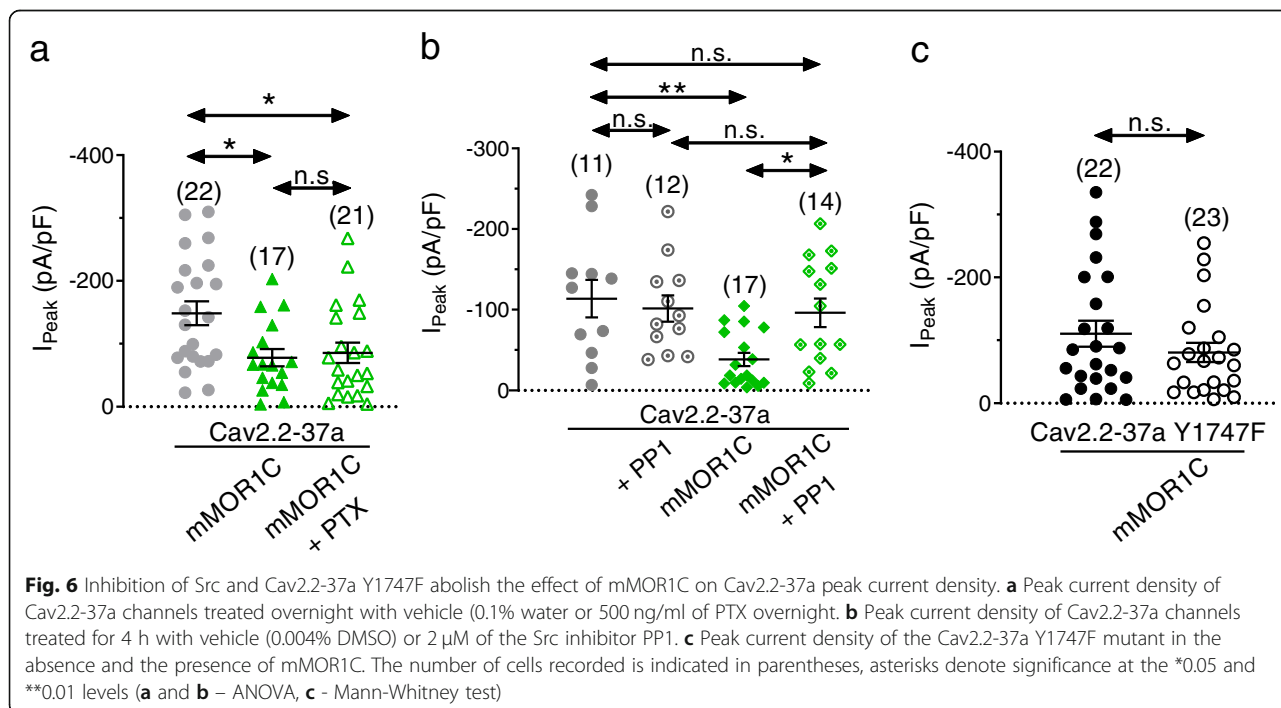 a
*
*
n.s
(22)
(17)
(21)
-400
-200
0
I_Peak (pA/pF)
Cav2.2-37a
mMOR1C
mMOR1C
+ PTX
b
n.s.
**
n.s.
n.s.
*
(11)
(12)
(17)
(14)
-300
-200
-100
0
I_Peak (pA/pF)
Cav2.2-37a
+ PP1
mMOR1C
mMOR1C
+ PP1
c
n.s.
(22)
(23)
-400
-200
0
I_Peak (pA/pF)
Cav2.2-37a Y1747F
mMOR1C
Fig. 6 Inhibition of Src and Cav2.2-37a Y1747F abolish the effect of mMOR1C on Cav2.2-37a peak current density. a Peak current density of
Cav2.2-37a channels treated overnight with vehicle (0.1% water or 500 ng/ml of PTX overnight. b Peak current density of Cav2.2-37a channels
treated for 4 h with vehicle (0.004% DMSO) or 2 μM of the Src inhibitor PP1. c Peak current density of the Cav2.2-37a Y1747F mutant in the
absence and the presence of mMOR1C. The number of cells recorded is indicated in parentheses, asterisks denote significance at the *0.05 and
**0.01 levels (a and b – ANOVA, c - Mann-Whitney test)